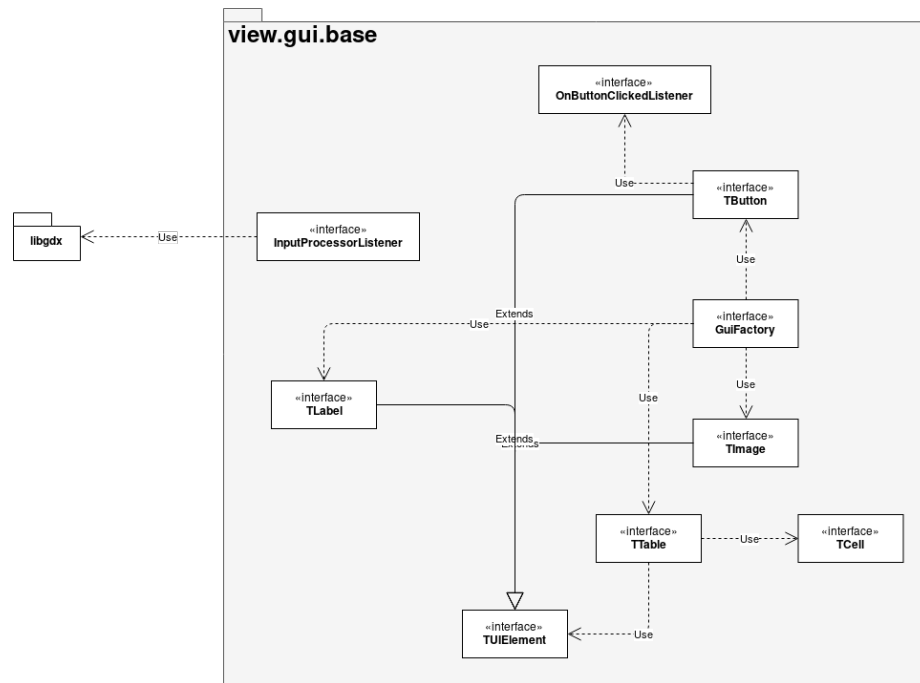 view.gui.base
«interface»
OnButtonClickedListener
Use
«interface»
TButton
libgdx
Use
«interface»
InputProcessorListener
Use
«interface»
GuiFactory
Extends
Use
«interface»
TLabel
Use
Use
Extends
Extends
«interface»
TImage
«interface»
TTable
Use
«interface»
TCell
«interface»
TUIElement
Use